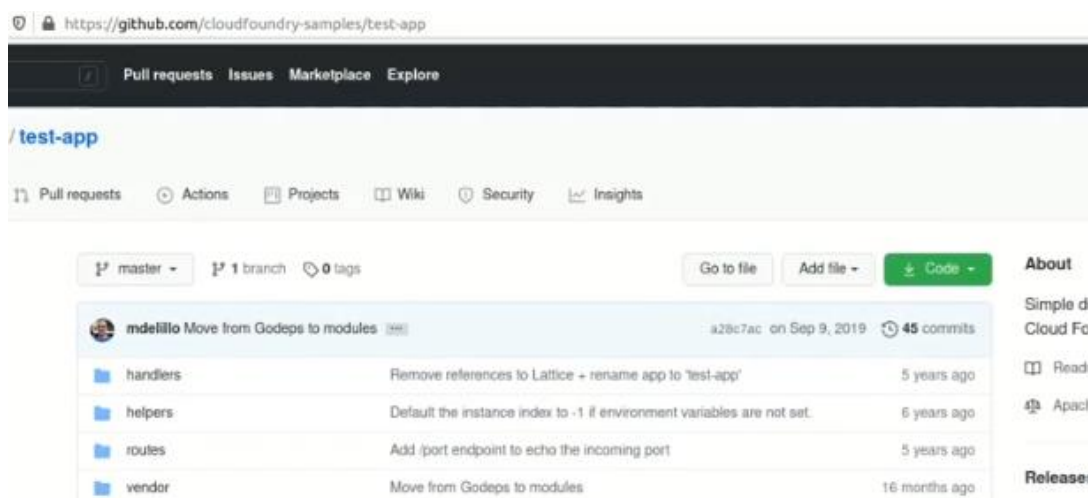 https://github.com/cloudfoundry-samples/test-app
/ Pull requests Issues Marketplace Explore
/ test-app
Pull requests Actions Projects Wiki Security Insights
master 1 branch 0 tags Go to file Add file Code About
Simple d
Cloud Fo
mdelillo Move from Godeps to modules ... a28c7ac on Sep 9, 2019 45 commits
handlers Remove references to Lattice + rename app to 'test-app' 5 years ago
Read
helpers Default the instance index to -1 if environment variables are not set. 6 years ago
Apac
routes Add /port endpoint to echo the incoming port 5 years ago
vendor Move from Godeps to modules 16 months ago
Release